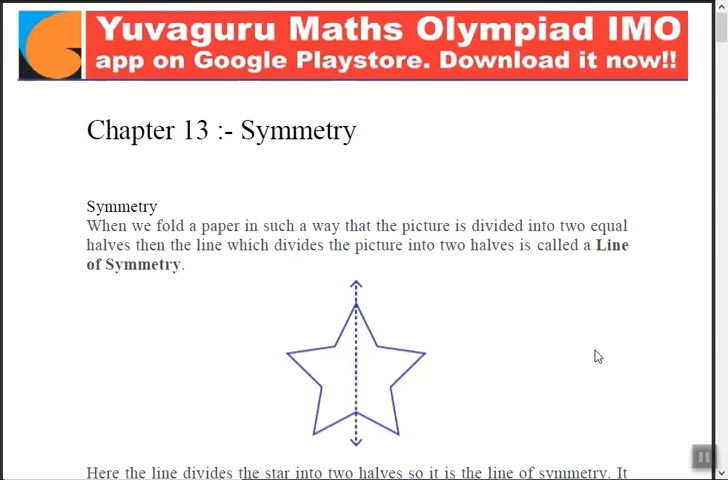 Yuvaguru Maths Olympiad IMO
app on Google Playstore. Download it now!!
Chapter 13 :- Symmetry
Symmetry
When we fold a paper in such a way that the picture is divided into two equal
halves then the line which divides the picture into two halves is called a Line
of Symmetry.
Here the line divides the star into two halves so it is the line of symmetry. It